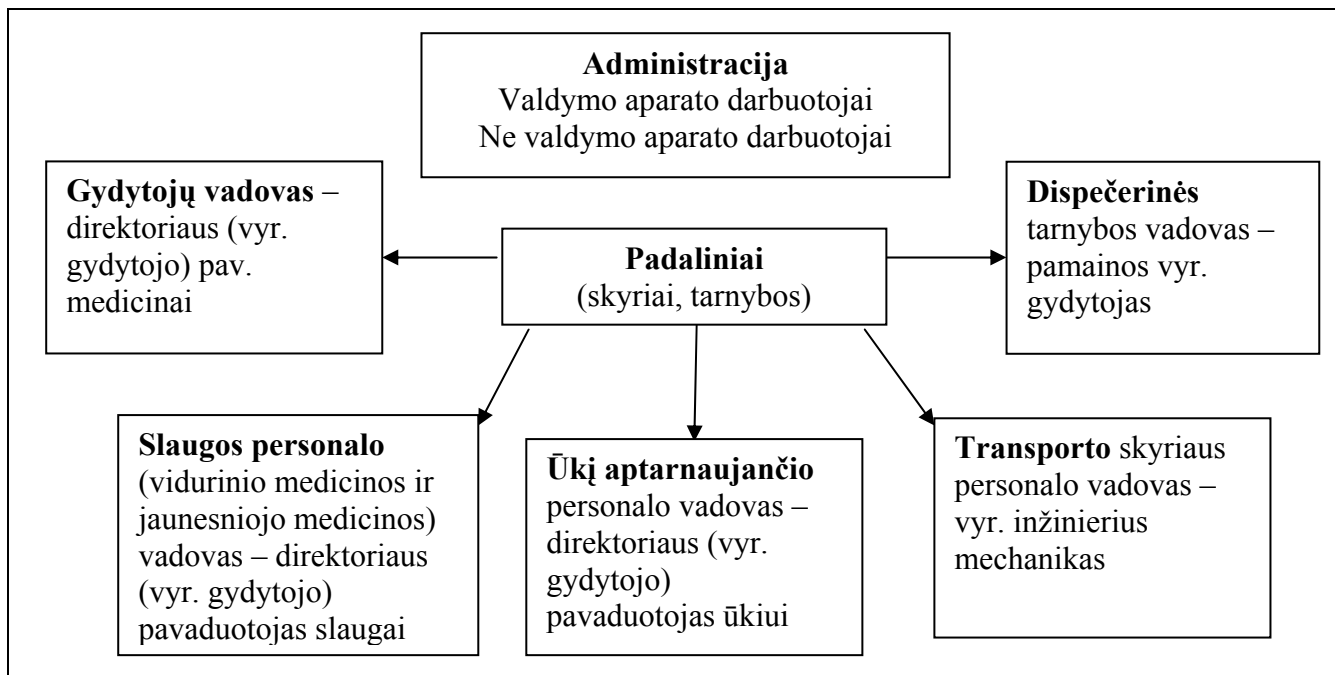 Administracija
Valdymo aparato darbuotojai
Ne valdymo aparato darbuotojai
Gydytojų vadovas –
direktoriaus (vyr.
gydytojo) pav.
medicinai
Padaliniai
(skyriai, tarnybos)
Dispečerinės
tarnybos vadovas –
pamainos vyr.
gydytojas
Slaugos personalo
(vidurinio medicinos ir
jaunesniojo medicinos)
vadovas – direktoriaus
(vyr. gydytojo)
pavaduotojas slaugai
Ūkį aptarnaujančio
personalo vadovas –
direktoriaus (vyr.
gydytojo)
pavaduotojas ūkiui
Transporto skyriaus
personalo vadovas –
vyr. inžinierius
mechanikas